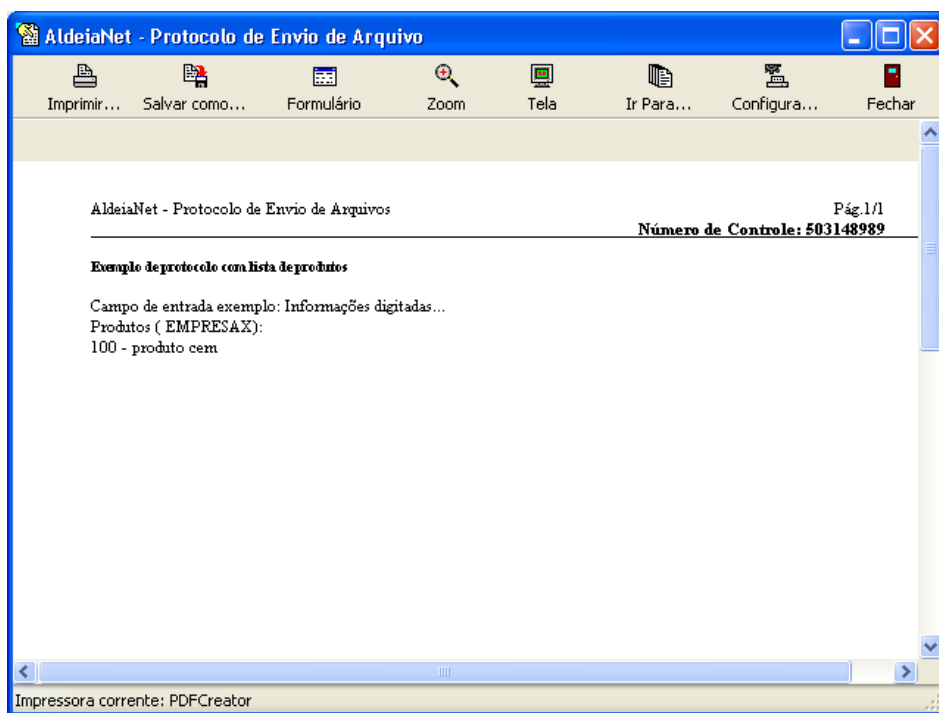 AldeiaNet - Protocolo de Envio de Arquivo
Imprimir... Salvar como... Formulário Zoom Tela Ir Para... Configura... Fechar
AldeiaNet - Protocolo de Envio de Arquivos Pág.1/1
Número de Controle: 503148989
Exemplo de protocolo com lista de produtos
Campo de entrada exemplo: Informações digitadas...
Produtos ( EMPRESAX):
100 - produto cem
Impressora corrente: PDFCreator